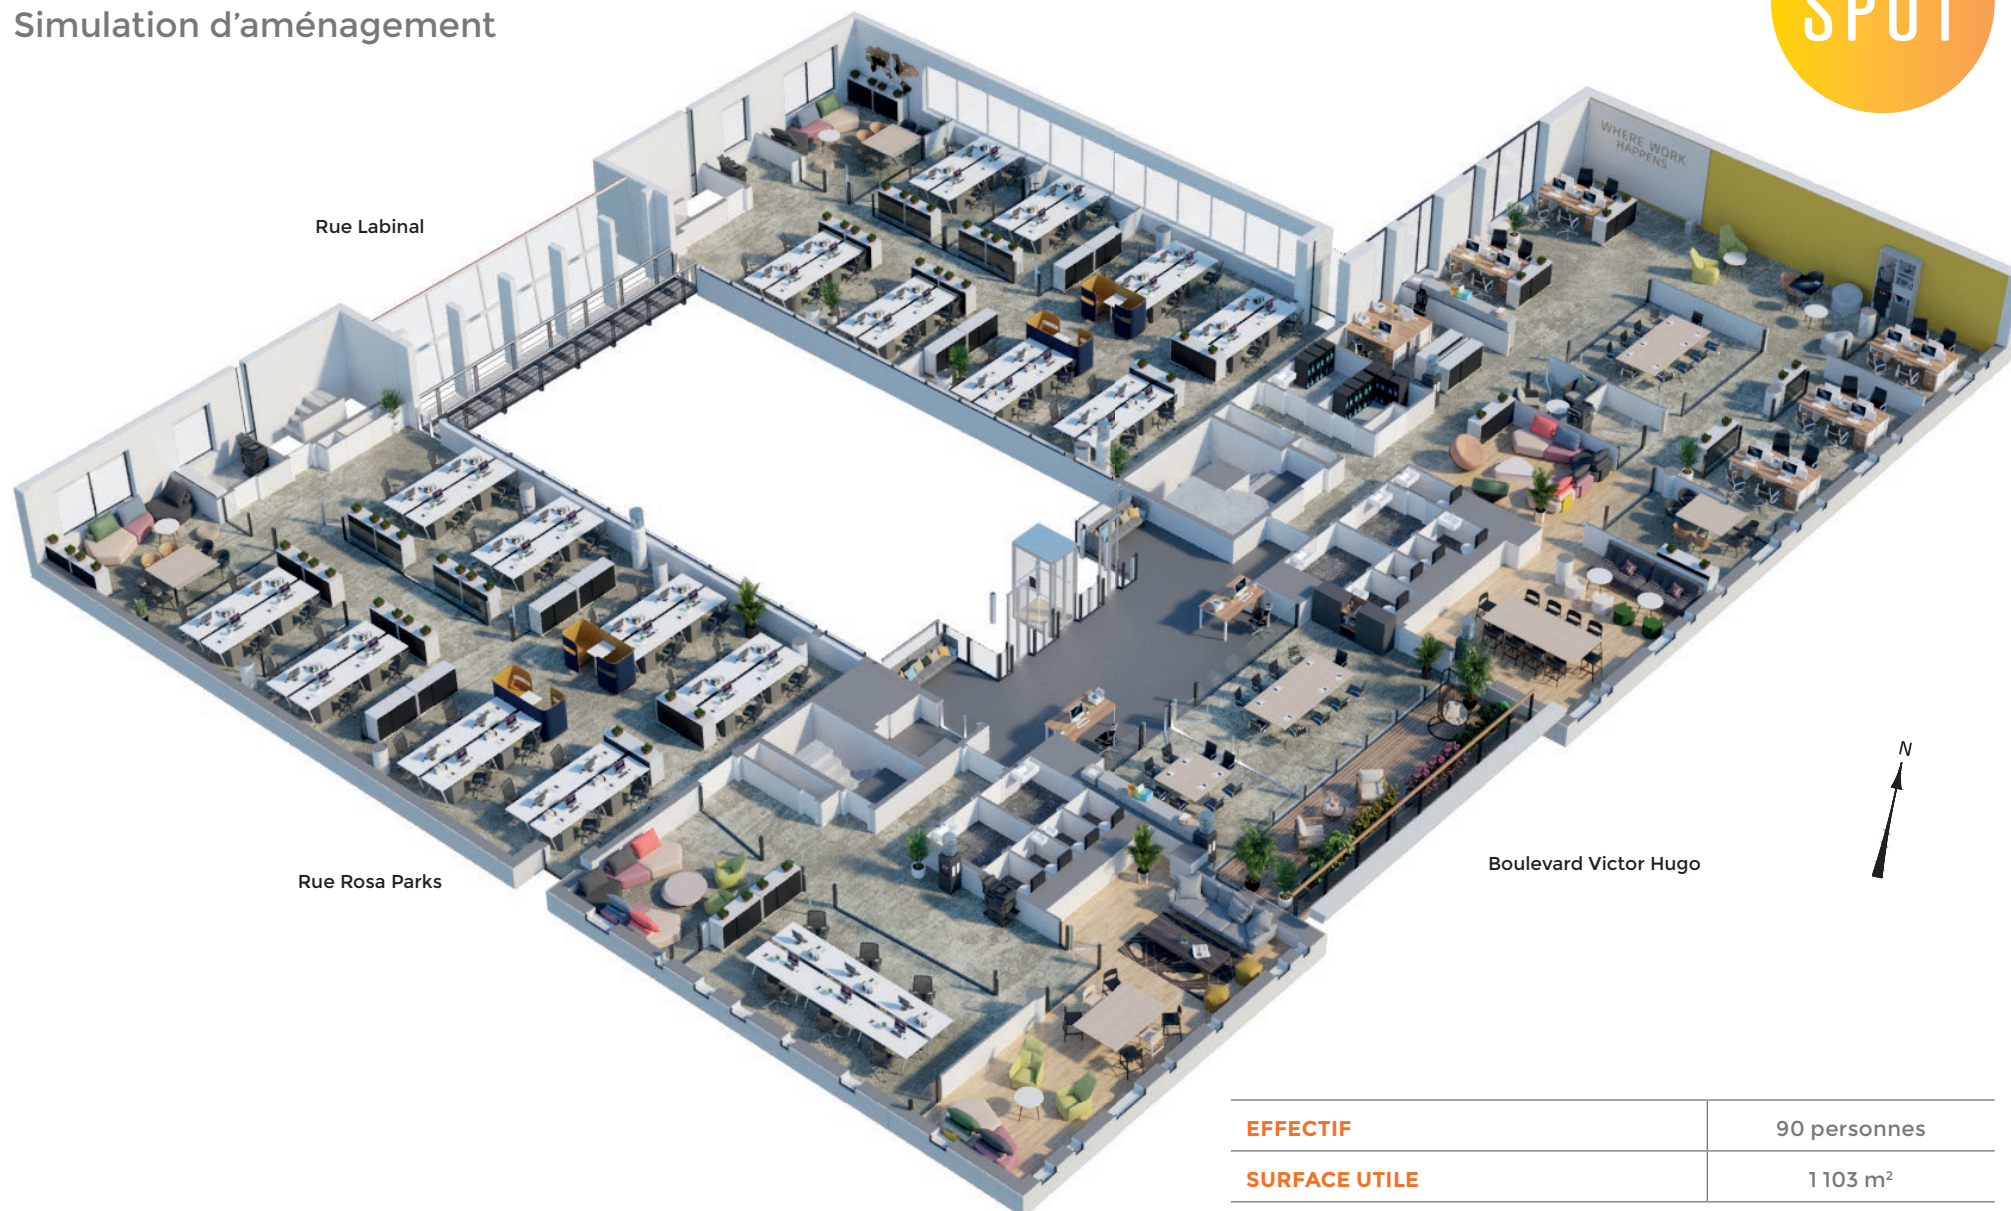 Simulation d’aménagement
SPOT
WHERE WORK
HAPPENS
Rue Labinal
N
Boulevard Victor Hugo
Rue Rosa Parks
EFFECTIF 90 personnes
SURFACE UTILE 1 103 m²